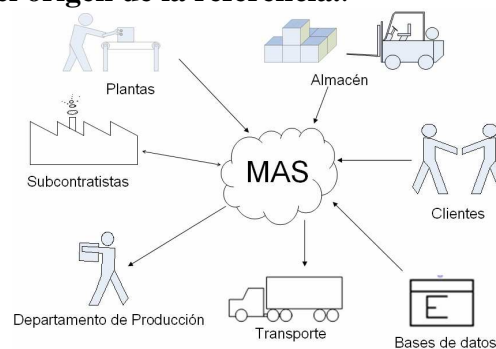 el origen de la referencia..
Plantas
Almacén
Subcontratistas
MAS
Clientes
Departamento de Producción
Transporte
E
Bases de datos